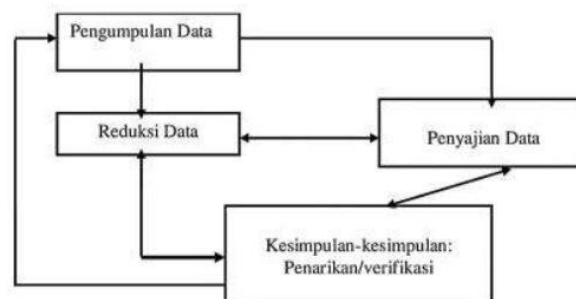 Pengumpulan Data
Reduksi Data
Penyajian Data
Kesimpulan-kesimpulan:
Penarikan/verifikasi